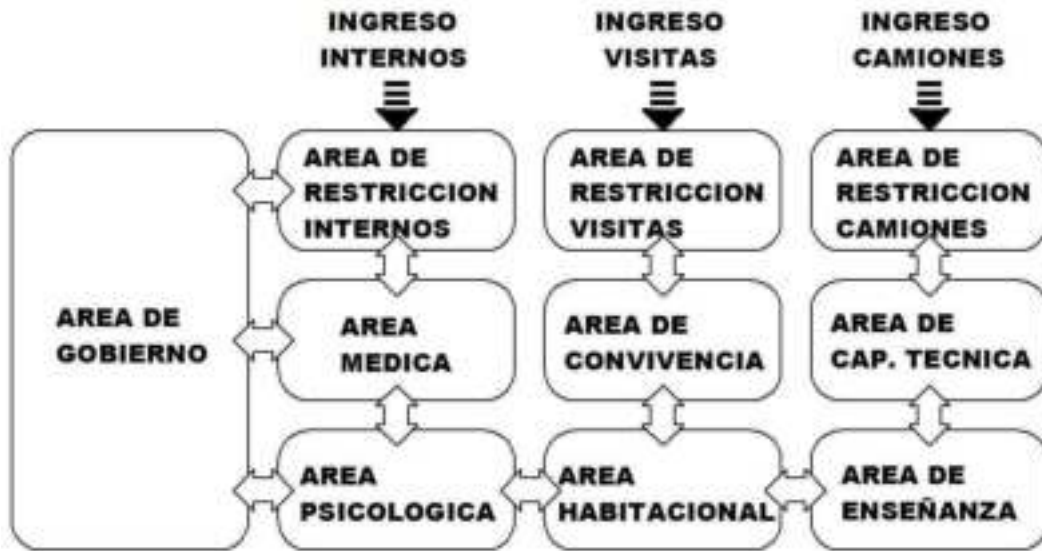 INGRESO
INTERNOS
INGRESO
VISITAS
INGRESO
CAMIONES
AREA DE
RESTRICCION
INTERNOS
AREA DE
RESTRICCION
VISITAS
AREA DE
RESTRICCION
CAMIONES
AREA DE
GOBIERNO
AREA
MEDICA
AREA DE
CONVIVENCIA
AREA DE
CAP. TECNICA
AREA
PSICOLOGICA
AREA
HABITACIONAL
AREA DE
ENSEÑANZA